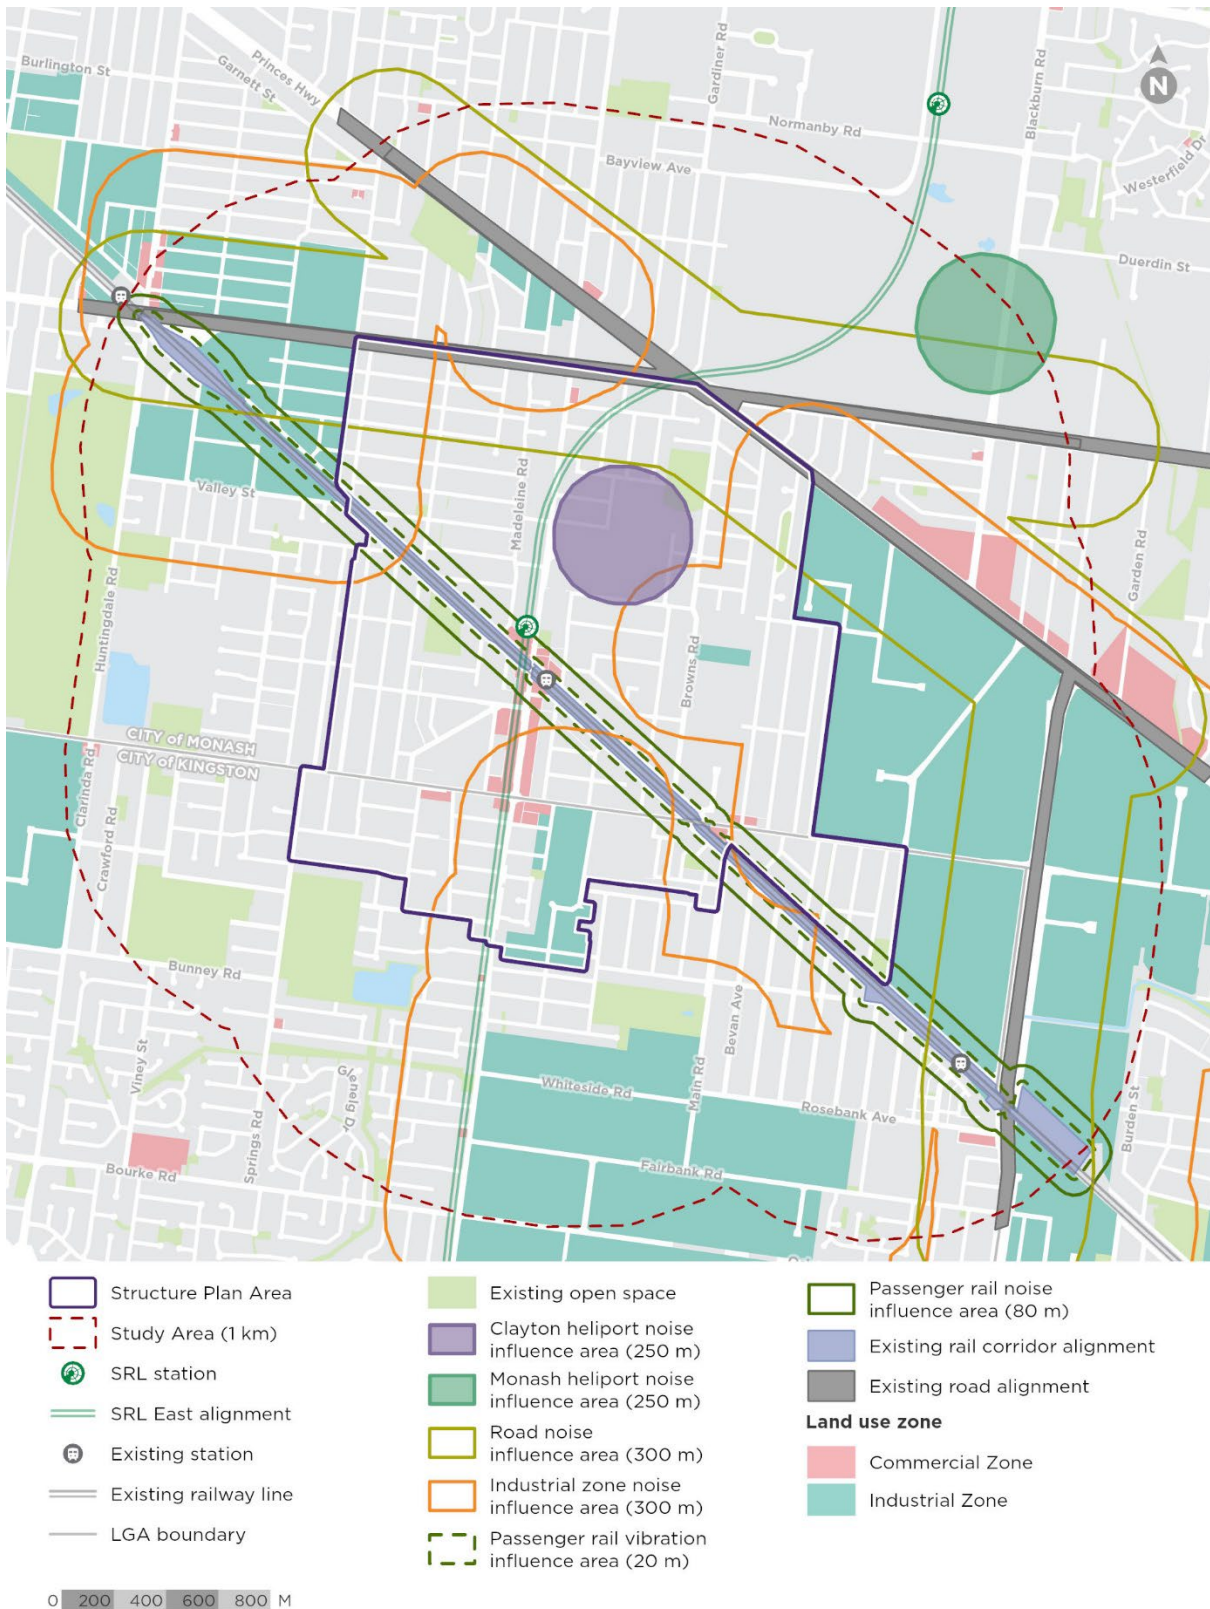 Burlington St
Princes Hwy
Garnett St
Gardiner Rd
Blackburn Rd
N
Normanby Rd
Bayview Ave
Westerfield Dr
Duerdin St
Valley St
Madeleine Rd
Huntingdale Rd
Garden Rd
Browns Rd
CITY of MONASH
CITY of KINGSTON
Clarinda Rd
Crawford Rd
Bunney Rd
Viney St
Glenelg Dr
Springs Rd
Bourke Rd
Whiteside Rd
Main Rd
Bevan Ave
Rosebank Ave
Fairbank Rd
Burden St
Structure Plan Area
Study Area (1 km)
SRL station
SRL East alignment
Existing station
Existing railway line
LGA boundary
Existing open space
Clayton heliport noise
influence area (250 m)
Monash heliport noise
influence area (250 m)
Road noise
influence area (300 m)
Industrial zone noise
influence area (300 m)
Passenger rail vibration
influence area (20 m)
Passenger rail noise
influence area (80 m)
Existing rail corridor alignment
Existing road alignment
Land use zone
Commercial Zone
Industrial Zone
0 200 400 600 800 M